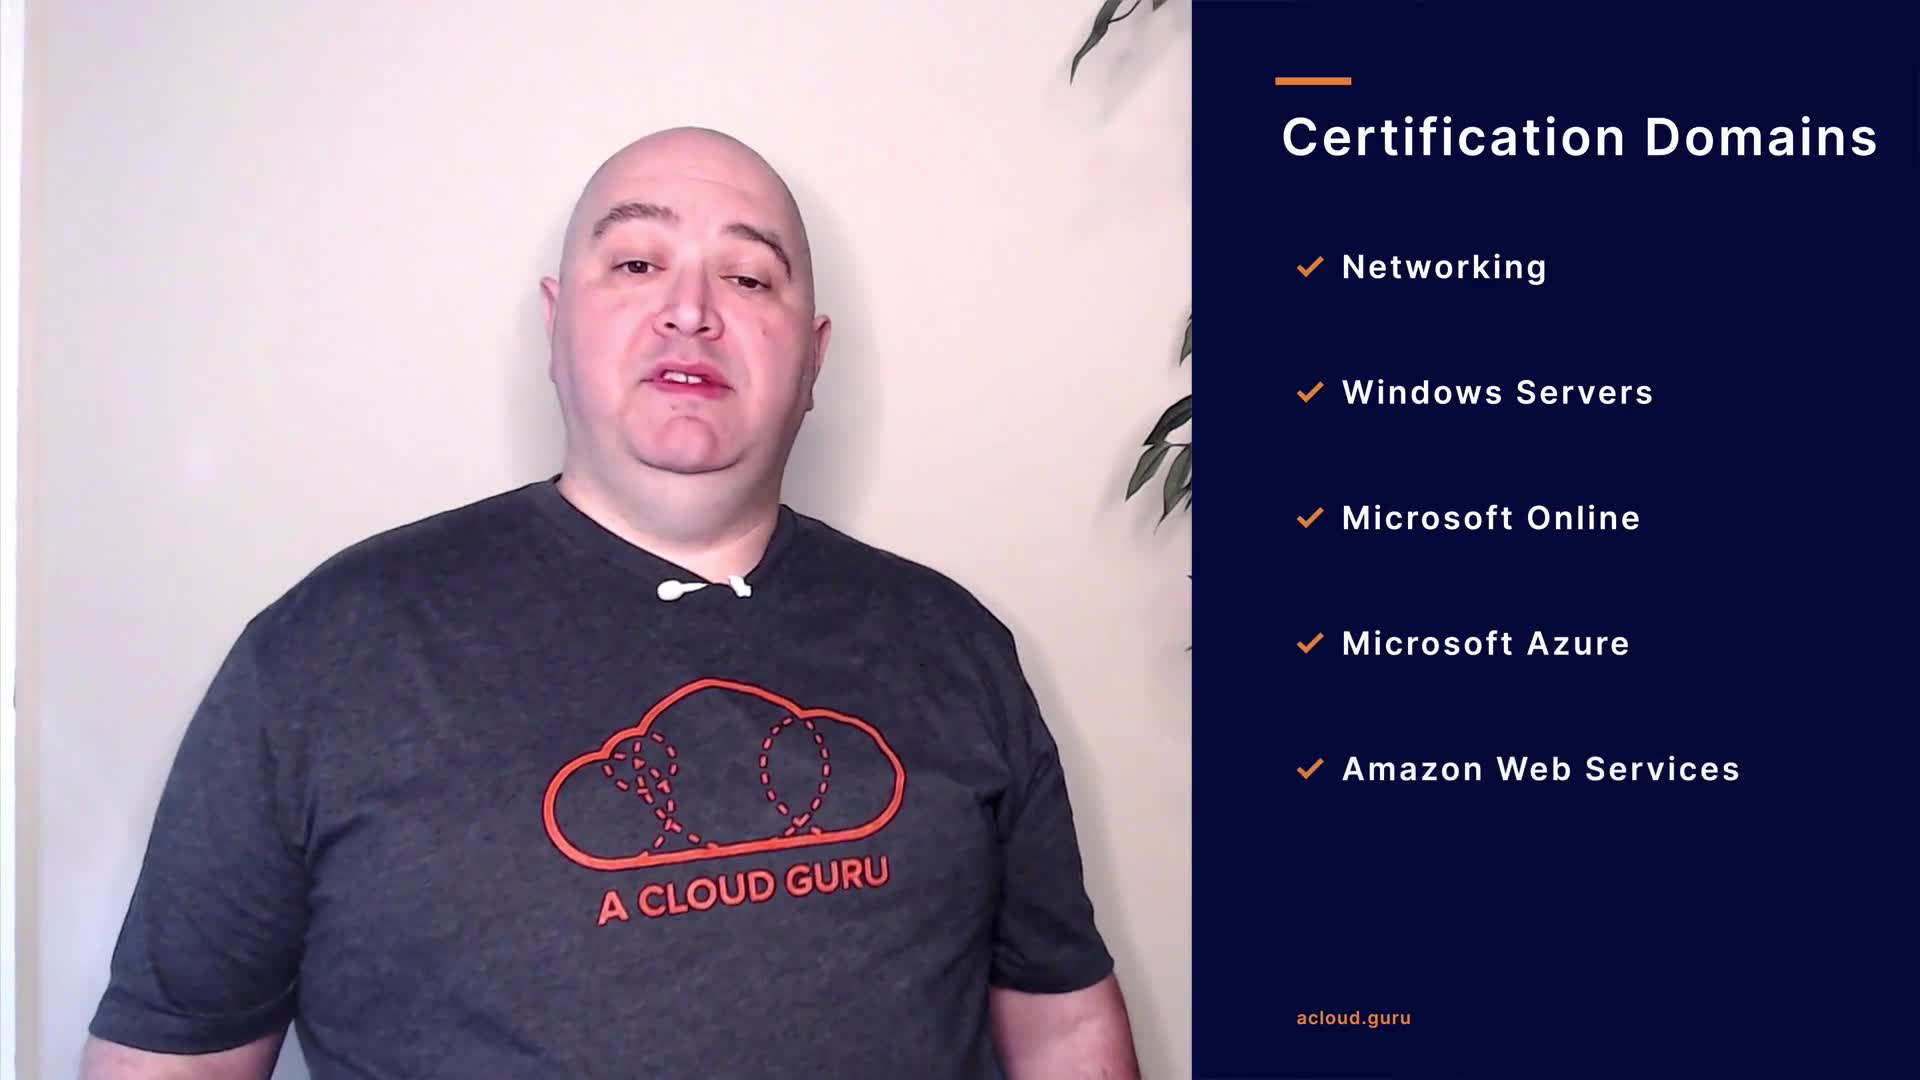 Certification Domains
Networking
Windows Servers
Microsoft Online
Microsoft Azure
Amazon Web Services
acloud.guru
A CLOUD GURU